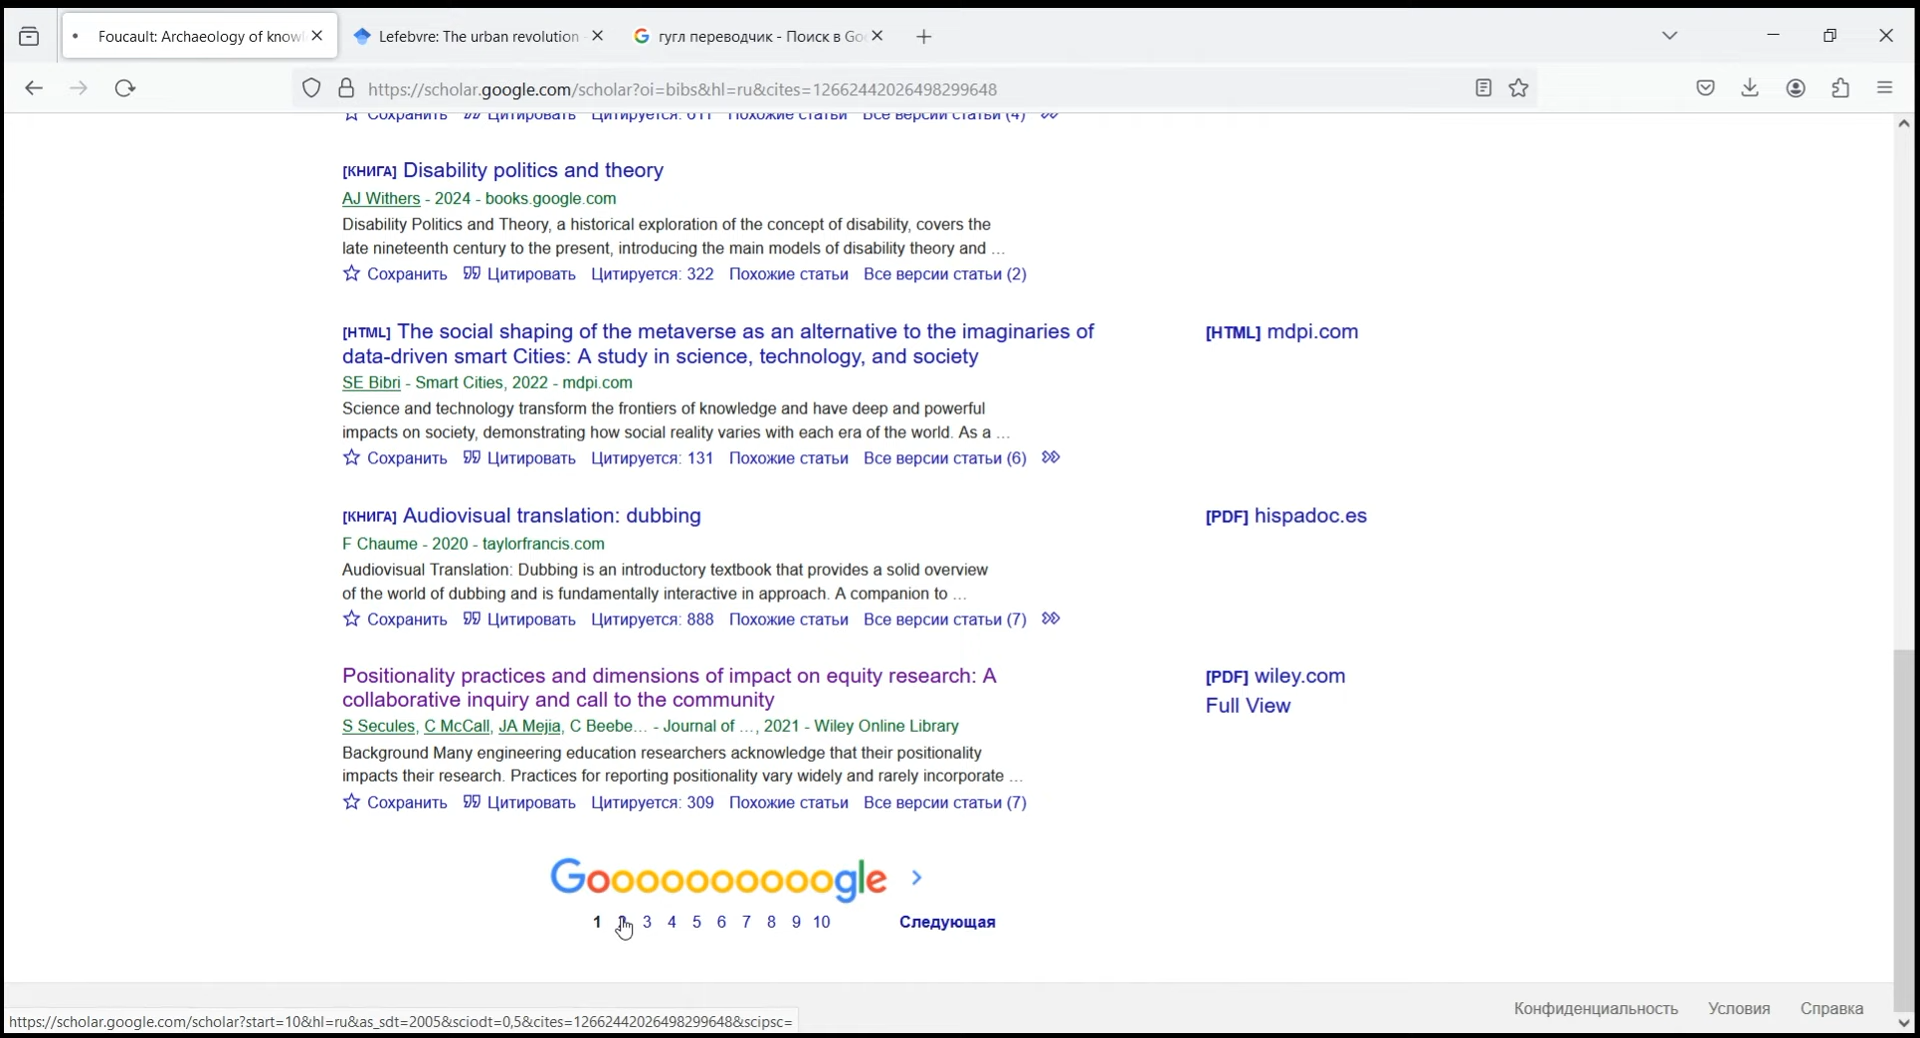 Foucault: Archaeology of knowl
Lefebvre: The urban revolution
гугл переводчик - Поиск в Go
https://scholar.google.com/scholar?oi=bibs&hl=ru&cites=12662442026498299648
Сохранить Цитировать Цитируется: 611 Похожие статьи Все версии статьи (4)
[КНИГА] Disability politics and theory
AJ Withers - 2024 - books.google.com
Disability Politics and Theory, a historical exploration of the concept of disability, covers the
late nineteenth century to the present, introducing the main models of disability theory and ...
Сохранить Цитировать Цитируется: 322 Похожие статьи Все версии статьи (2)
[HTML] The social shaping of the metaverse as an alternative to the imaginaries of
data-driven smart Cities: A study in science, technology, and society
[HTML] mdpi.com
SE Bibri - Smart Cities, 2022 - mdpi.com
Science and technology transform the frontiers of knowledge and have deep and powerful
impacts on society, demonstrating how social reality varies with each era of the world. As a ...
Сохранить Цитировать Цитируется: 131 Похожие статьи Все версии статьи (6)
[КНИГА] Audiovisual translation: dubbing
[PDF] hispadoc.es
F Chaume - 2020 - taylorfrancis.com
Audiovisual Translation: Dubbing is an introductory textbook that provides a solid overview
of the world of dubbing and is fundamentally interactive in approach. A companion to ...
Сохранить Цитировать Цитируется: 888 Похожие статьи Все версии статьи (7)
Positionality practices and dimensions of impact on equity research: A
collaborative inquiry and call to the community
[PDF] wiley.com
Full View
S Secules, C McCall, JA Mejia, C Beebe... - Journal of ..., 2021 - Wiley Online Library
Background Many engineering education researchers acknowledge that their positionality
impacts their research. Practices for reporting positionality vary widely and rarely incorporate ...
Сохранить Цитировать Цитируется: 309 Похожие статьи Все версии статьи (7)
Goooooooooogle
1 2 3 4 5 6 7 8 9 10 Следующая
Конфиденциальность Условия Справка
https://scholar.google.com/scholar?start=10&hl=ru&as_sdt=2005&sciodt=0,5&cites=12662442026498299648&scipsc=